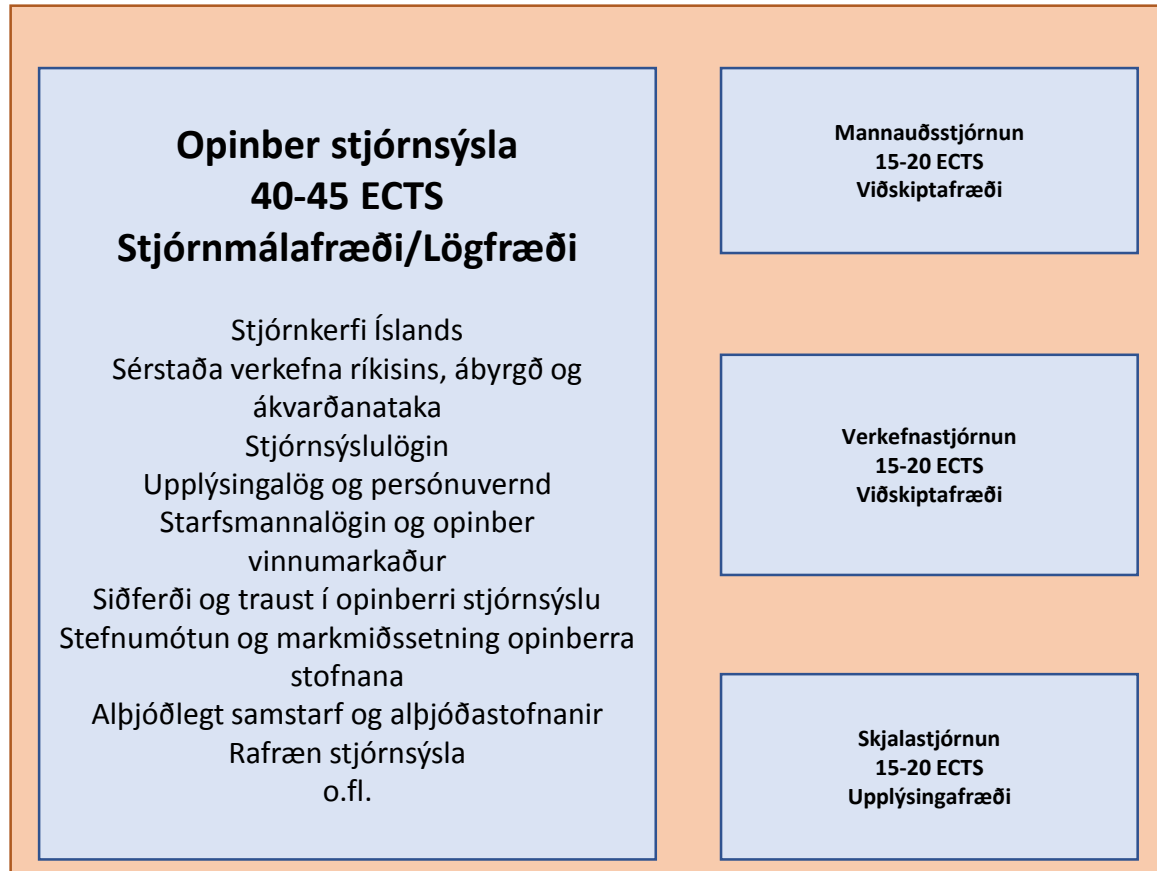 Opinber stjórnsýsla
40-45 ECTS
Stjórnmálafræði/Lögfræði
Stjórnkerfi Íslands
Sérstaða verkefna ríkisins, ábyrgð og
ákvarðanataka
Stjórnsýslulögin
Upplýsingalög og persónuvernd
Starfsmannalögin og opinber
vinnumarkaður
Siðferði og traust í opinberri stjórnsýslu
Stefnumótun og markmiðssetning opinberra
stofnana
Alþjóðlegt samstarf og alþjóðastofnanir
Rafræn stjórnsýsla
o.fl.
Mannauðsstjórnun
15-20 ECTS
Viðskiptafræði
Verkefnastjórnun
15-20 ECTS
Viðskiptafræði
Skjalastjórnun
15-20 ECTS
Upplýsingafræði